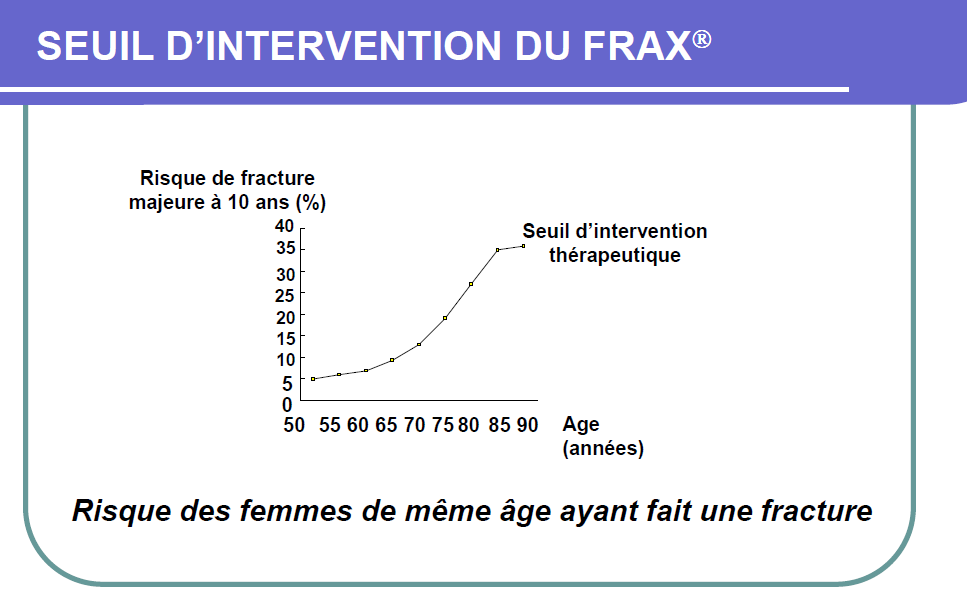 SEUIL D’INTERVENTION DU FRAX®
Risque de fracture
majeure à 10 ans (%)
40
35
30
25
20
15
10
5
0
Seuil d’intervention
thérapeutique
50 55 60 65 70 75 80 85 90
Age
(années)
Risque des femmes de même âge ayant fait une fracture